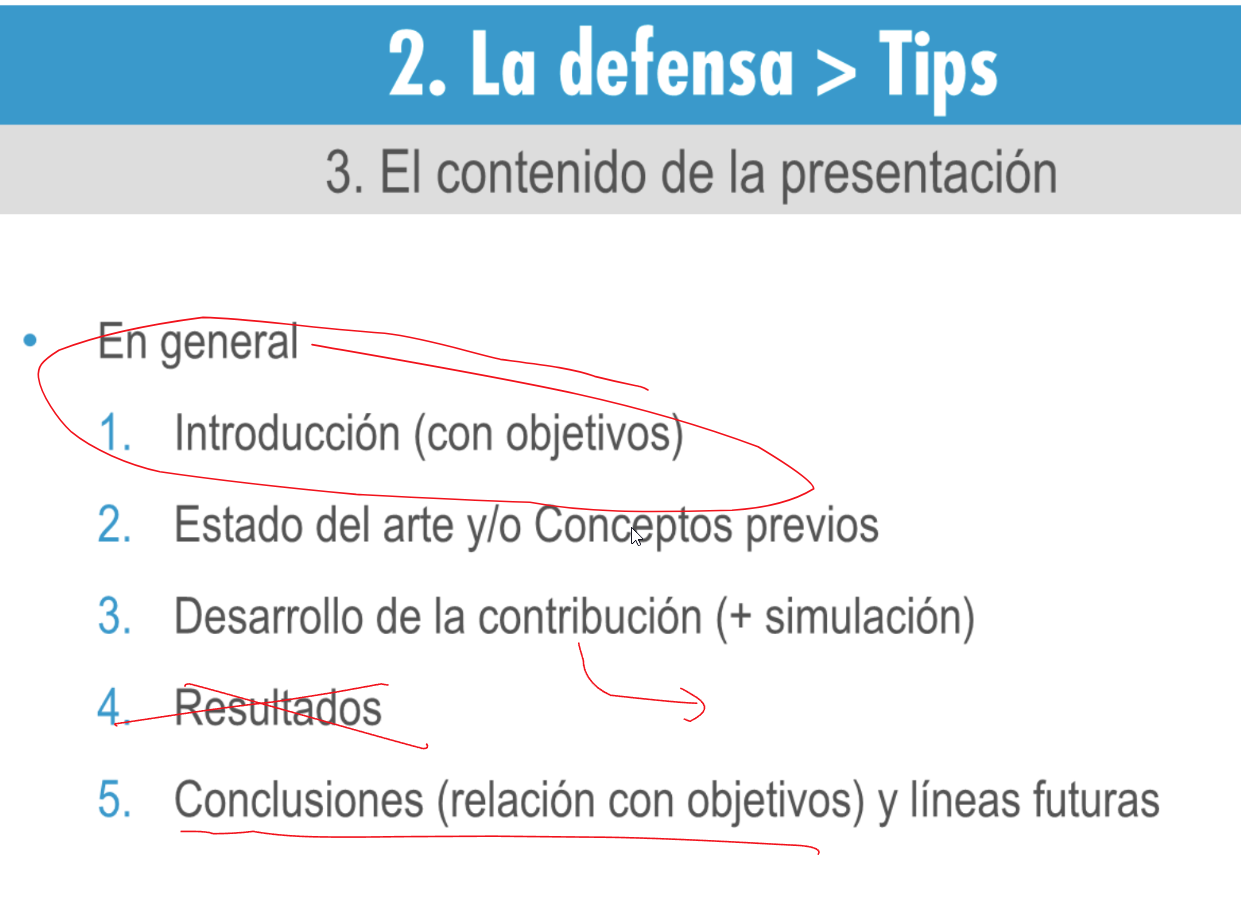 2. La defensa > Tips
3. El contenido de la presentación
• En general
1. Introducción (con objetivos)
2. Estado del arte y/o Conceptos previos
3. Desarrollo de la contribución (+ simulación)
4. Resultados
5. Conclusiones (relación con objetivos) y líneas futuras